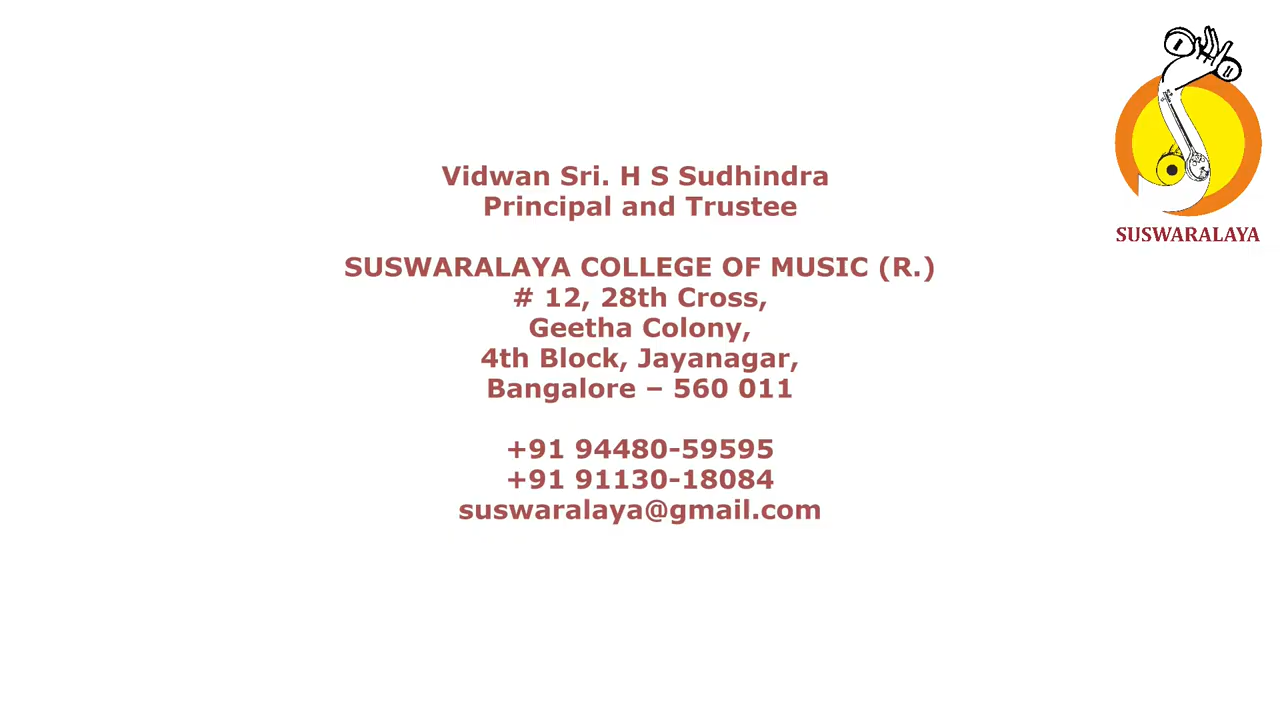 Vidwan Sri. H S Sudhindra
Principal and Trustee
SUSWARALAYA COLLEGE OF MUSIC (R.)
# 12, 28th Cross,
Geetha Colony,
4th Block, Jayanagar,
Bangalore – 560 011
+91 94480-59595
+91 91130-18084
suswaralaya@gmail.com
SUSWARALAYA